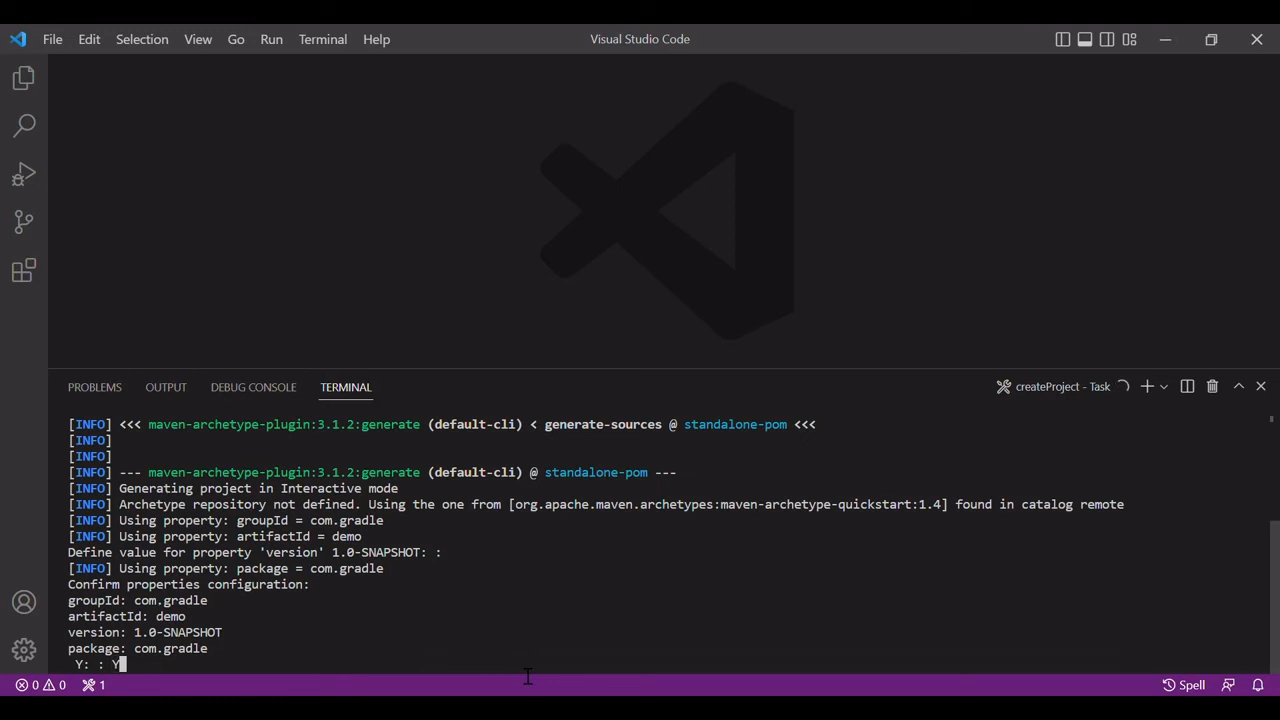 File Edit Selection View Go Run Terminal Help Visual Studio Code
PROBLEMS OUTPUT DEBUG CONSOLE TERMINAL createProject - Task
[INFO] <<< maven-archetype-plugin:3.1.2:generate (default-cli) < generate-sources @ standalone-pom <<<
[INFO]
[INFO]
[INFO] --- maven-archetype-plugin:3.1.2:generate (default-cli) @ standalone-pom ---
[INFO] Generating project in Interactive mode
[INFO] Archetype repository not defined. Using the one from [org.apache.maven.archetypes:maven-archetype-quickstart:1.4] found in catalog remote
[INFO] Using property: groupId = com.gradle
[INFO] Using property: artifactId = demo
Define value for property 'version' 1.0-SNAPSHOT: :
[INFO] Using property: package = com.gradle
Confirm properties configuration:
groupId: com.gradle
artifactId: demo
version: 1.0-SNAPSHOT
package: com.gradle
Y: : Y
0 0 1 Spell